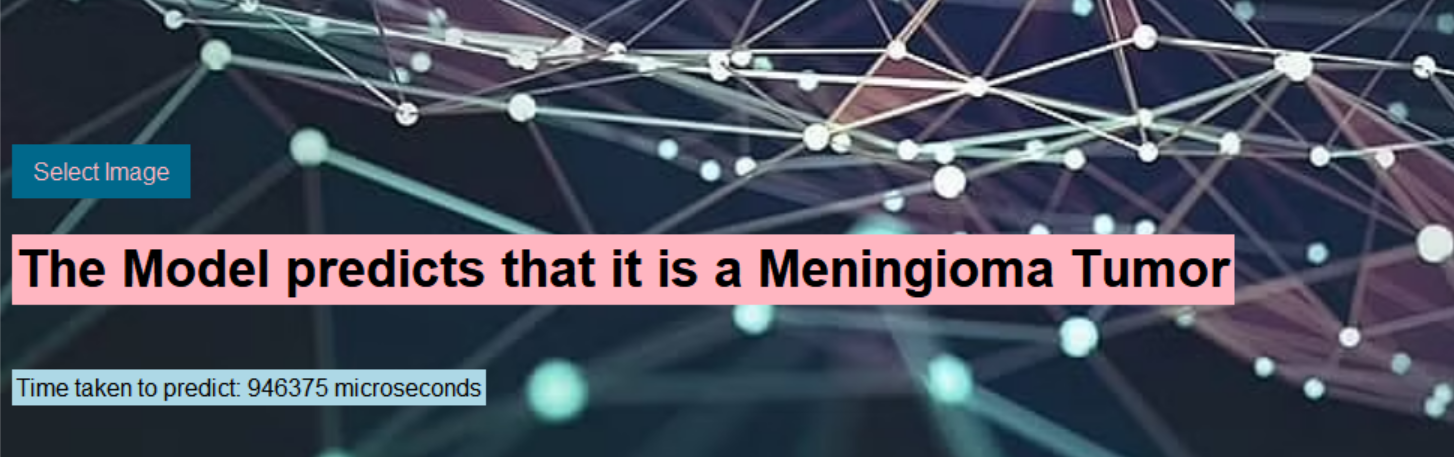 Select Image
The Model predicts that it is a Meningioma Tumor
Time taken to predict: 946375 microseconds